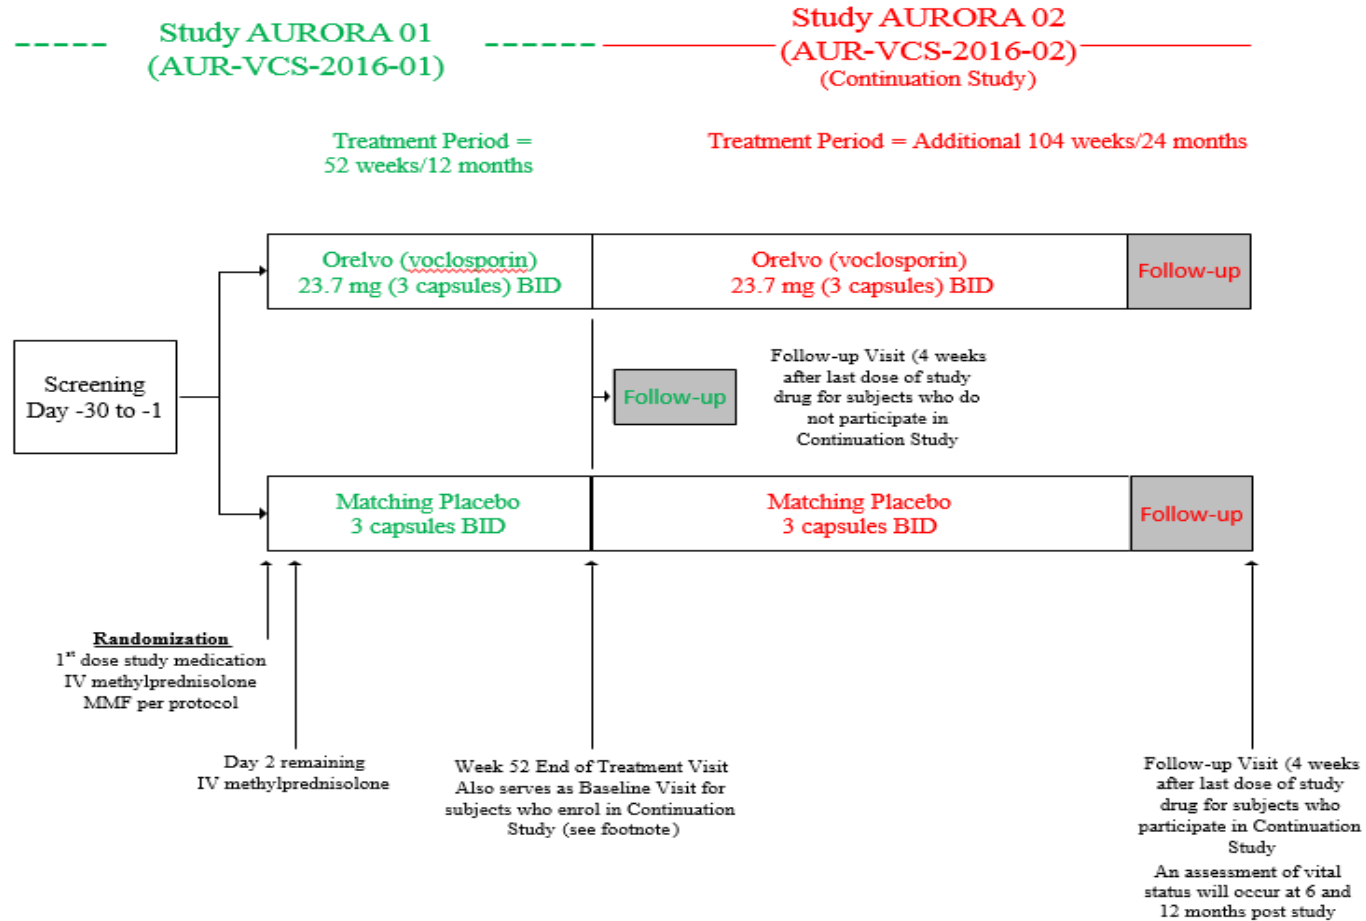 Study AURORA 01
(AUR-VCS-2016-01)
Study AURORA 02
(AUR-VCS-2016-02)
(Continuation Study)
Treatment Period =
52 weeks/12 months
Treatment Period = Additional 104 weeks/24 months
Orelvo (voclosporin)
23.7 mg (3 capsules) BID
Orelvo (voclosporin)
23.7 mg (3 capsules) BID
Follow-up
Screening
Day -30 to -1
Follow-up
Follow-up Visit (4 weeks
after last dose of study
drug for subjects who do
not participate in
Continuation Study
Matching Placebo
3 capsules BID
Matching Placebo
3 capsules BID
Follow-up
Randomization
1st dose study medication
IV methylprednisolone
MMF per protocol
Day 2 remaining
IV methylprednisolone
Week 52 End of Treatment Visit
Also serves as Baseline Visit for
subjects who enrol in Continuation
Study (see footnote)
Follow-up Visit (4 weeks
after last dose of study
drug for subjects who
participate in Continuation
Study
An assessment of vital
status will occur at 6 and
12 months post study